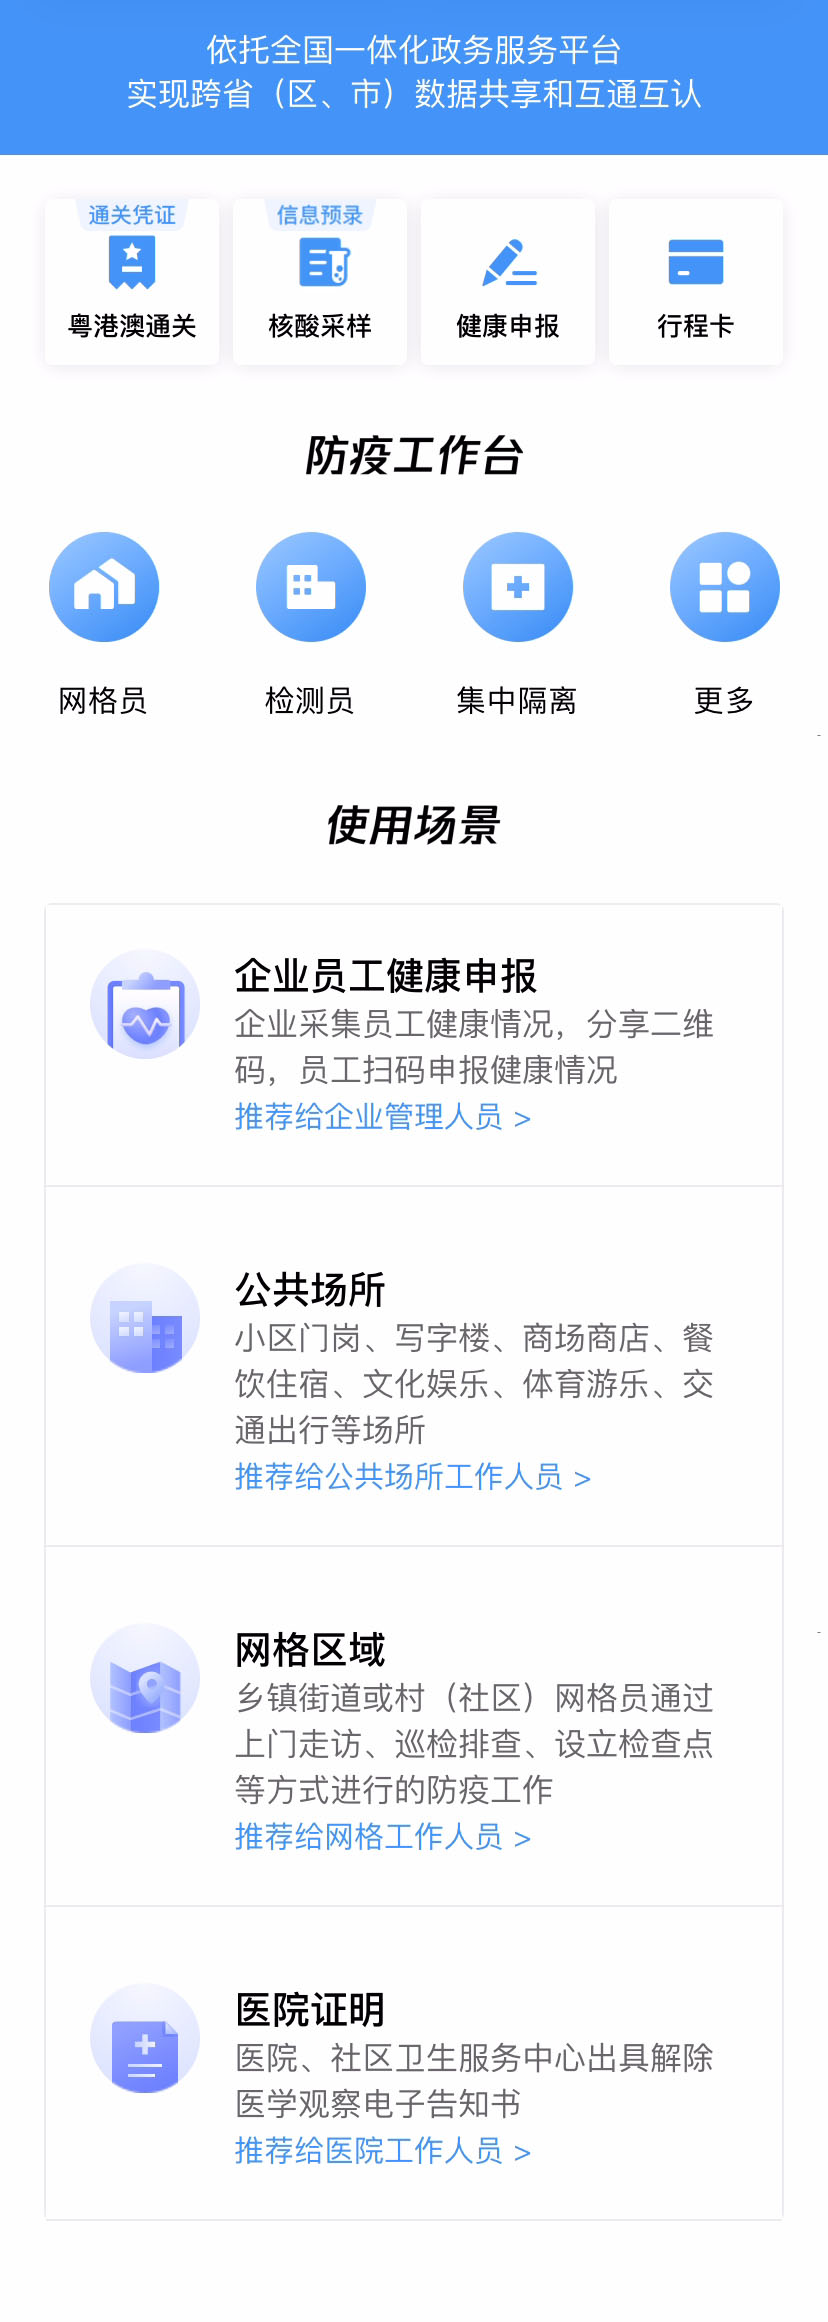 依托全国一体化政务服务平台
实现跨省（区、市）数据共享和互通互认
通关凭证
粤港澳通关
信息预录
核酸采样
健康申报
行程卡
防疫工作台
网格员
检测员
集中隔离
更多
使用场景
企业员工健康申报
企业采集员工健康情况，分享二维
码，员工扫码申报健康情况
推荐给企业管理人员 >
公共场所
小区门岗、写字楼、商场商店、餐
饮住宿、文化娱乐、体育游乐、交
通出行等场所
推荐给公共场所工作人员 >
网格区域
乡镇街道或村（社区）网格员通过
上门走访、巡检排查、设立检查点
等方式进行的防疫工作
推荐给网格工作人员 >
医院证明
医院、社区卫生服务中心出具解除
医学观察电子告知书
推荐给医院工作人员 >